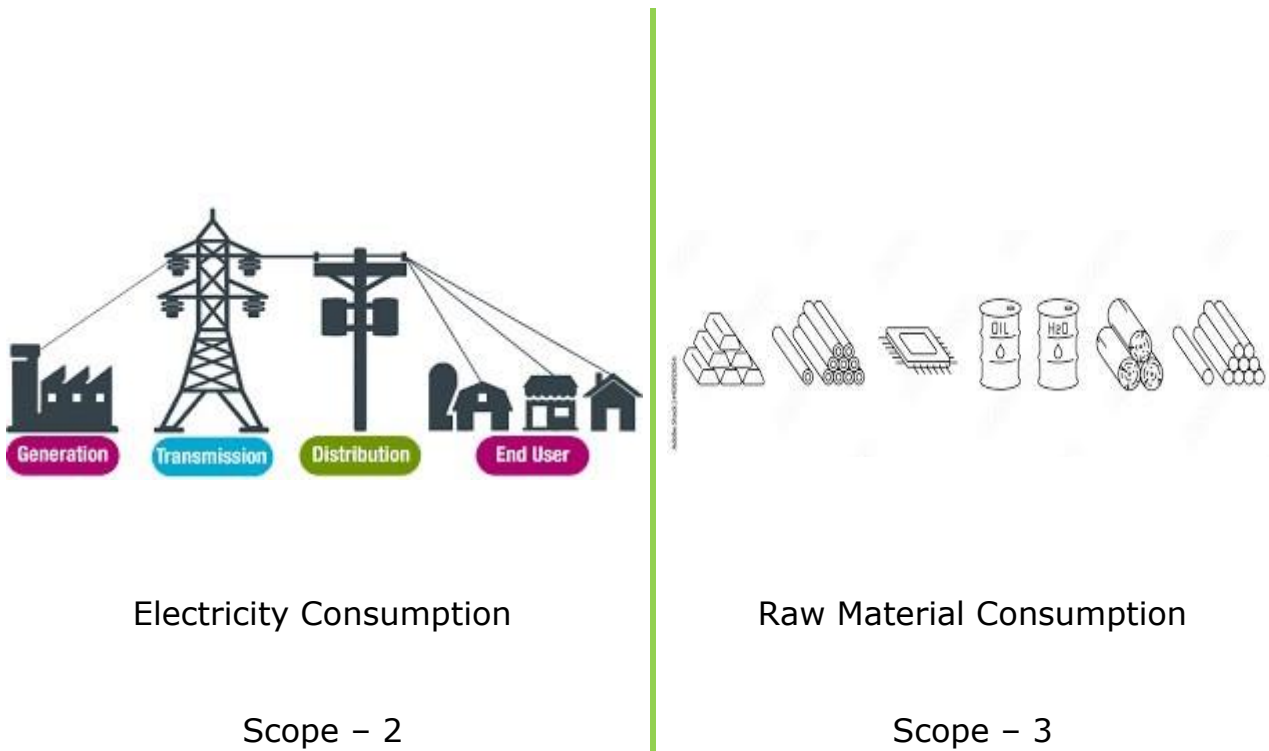 Generation
Transmission
Distribution
End User
Electricity Consumption
Scope – 2
OIL
H2O
Raw Material Consumption
Scope – 3